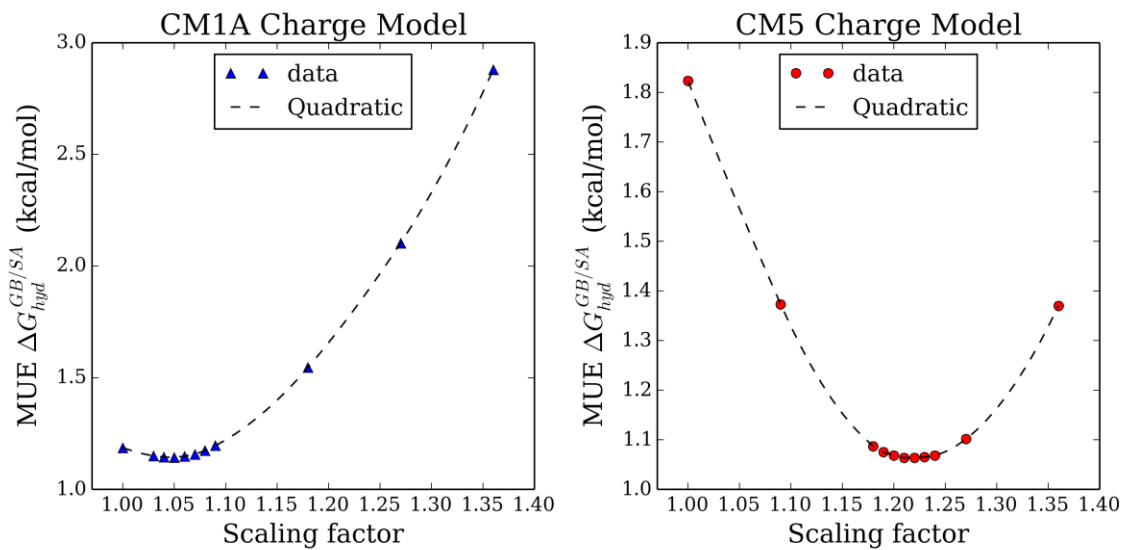 CM1A Charge Model
data
Quadratic
MUE ΔG_hyd^GB/SA (kcal/mol)
3.0
2.5
2.0
1.5
1.0
1.00 1.05 1.10 1.15 1.20 1.25 1.30 1.35 1.40
Scaling factor
CM5 Charge Model
data
Quadratic
MUE ΔG_hyd^GB/SA (kcal/mol)
1.9
1.8
1.7
1.6
1.5
1.4
1.3
1.2
1.1
1.0
1.00 1.05 1.10 1.15 1.20 1.25 1.30 1.35 1.40
Scaling factor